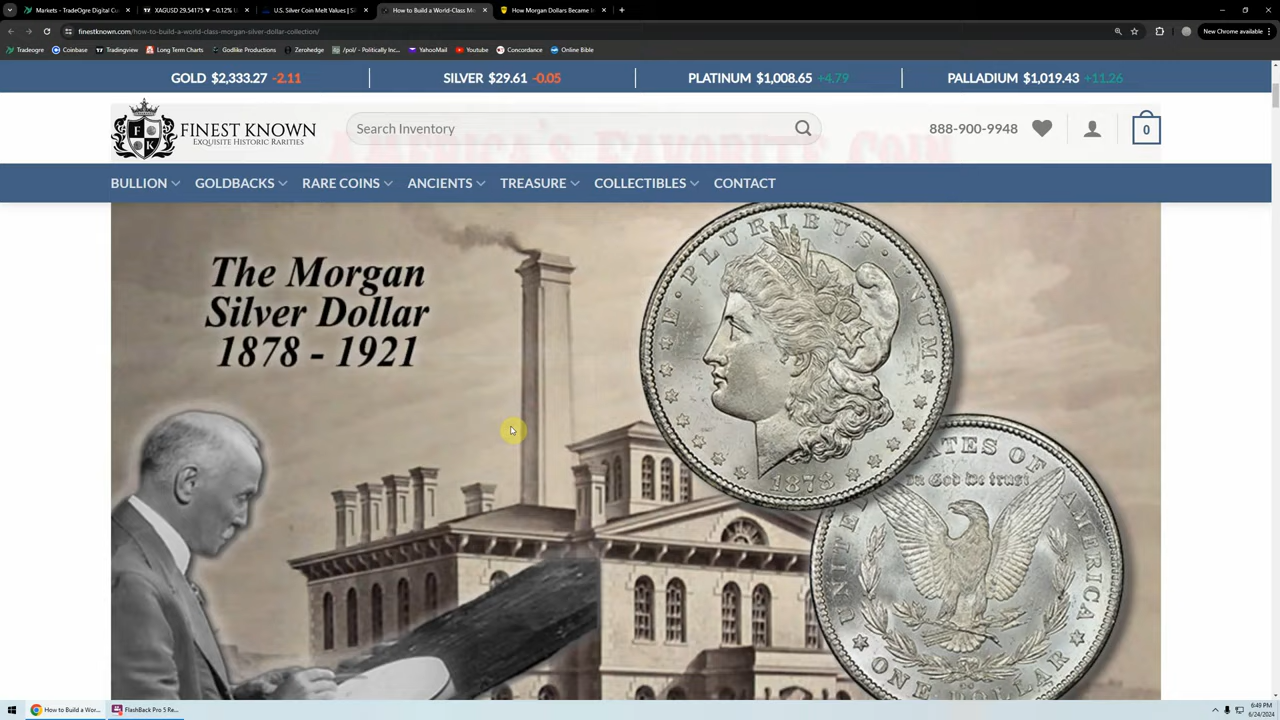 Markets - TradeOgre Digital Cu
XAGUSD 29.54175 ▼ −0.12% U
U.S. Silver Coin Melt Values | Si
How to Build a World-Class M
How Morgan Dollars Became
finestknown.com/how-to-build-a-world-class-morgan-silver-dollar-collection/
New Chrome available
Tradeogre
Coinbase
Tradingview
Long Term Charts
Godlike Productions
Zerohedge
/pol/ - Politically Inc...
YahooMail
Youtube
Concordance
Online Bible
GOLD $2,333.27 -2.11
SILVER $29.61 -0.05
PLATINUM $1,008.65 +4.79
PALLADIUM $1,019.43 +11.26
America's Favorite Coin
F K
FINEST KNOWN
EXQUISITE HISTORIC RARITIES
Search Inventory
888-900-9948
0
BULLION
GOLDBACKS
RARE COINS
ANCIENTS
TREASURE
COLLECTIBLES
CONTACT
The Morgan
Silver Dollar
1878 - 1921
E·PLURIBUS·UNUM
1878
UNITED STATES OF AMERICA
In God we trust
ONE DOLLAR
How to Build a Wor...
FlashBack Pro 5 Re...
6:49 PM
6/24/2024